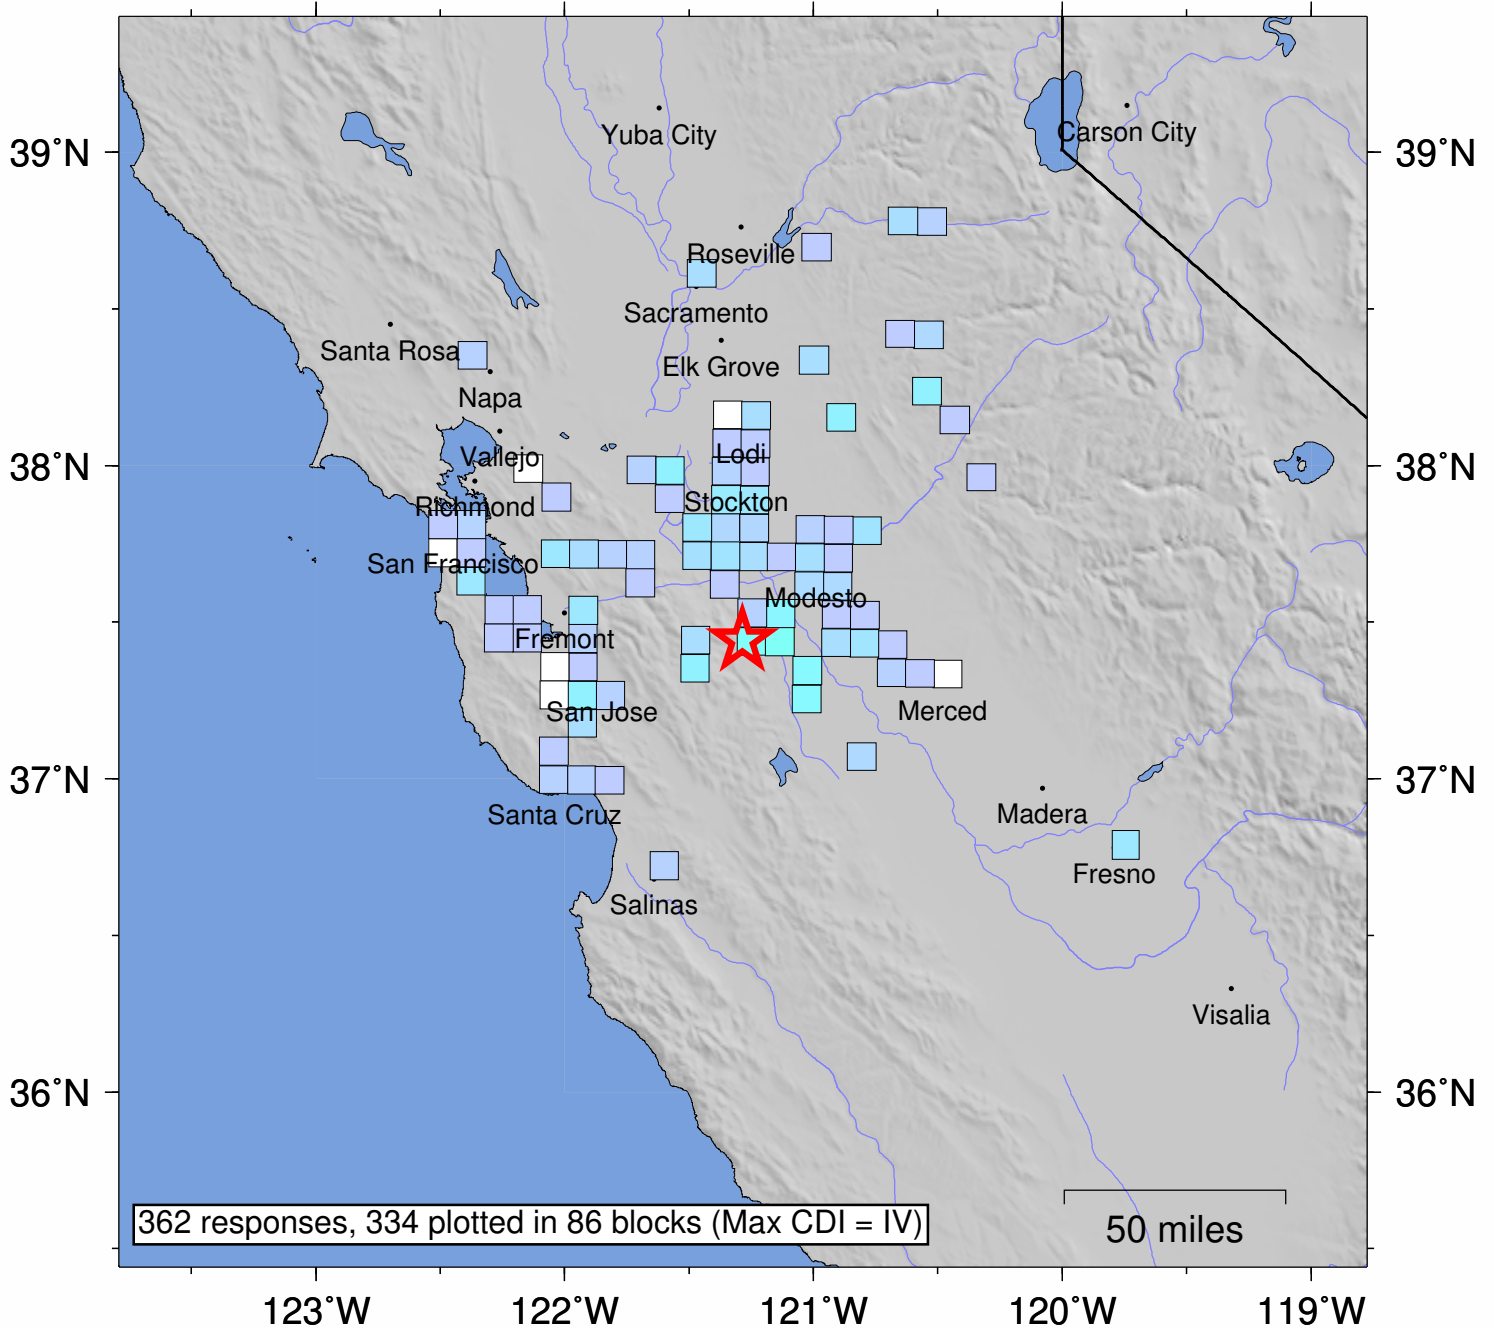 Yuba City
Carson City
39°N
39°N
Roseville
Sacramento
Santa Rosa
Elk Grove
Napa
38°N
Vallejo
Lodi
38°N
Richmond
Stockton
San Francisco
Modesto
Fremont
San Jose
Merced
37°N
37°N
Santa Cruz
Madera
Fresno
Salinas
Visalia
36°N
36°N
362 responses, 334 plotted in 86 blocks (Max CDI = IV)
50 miles
123°W
122°W
121°W
120°W
119°W